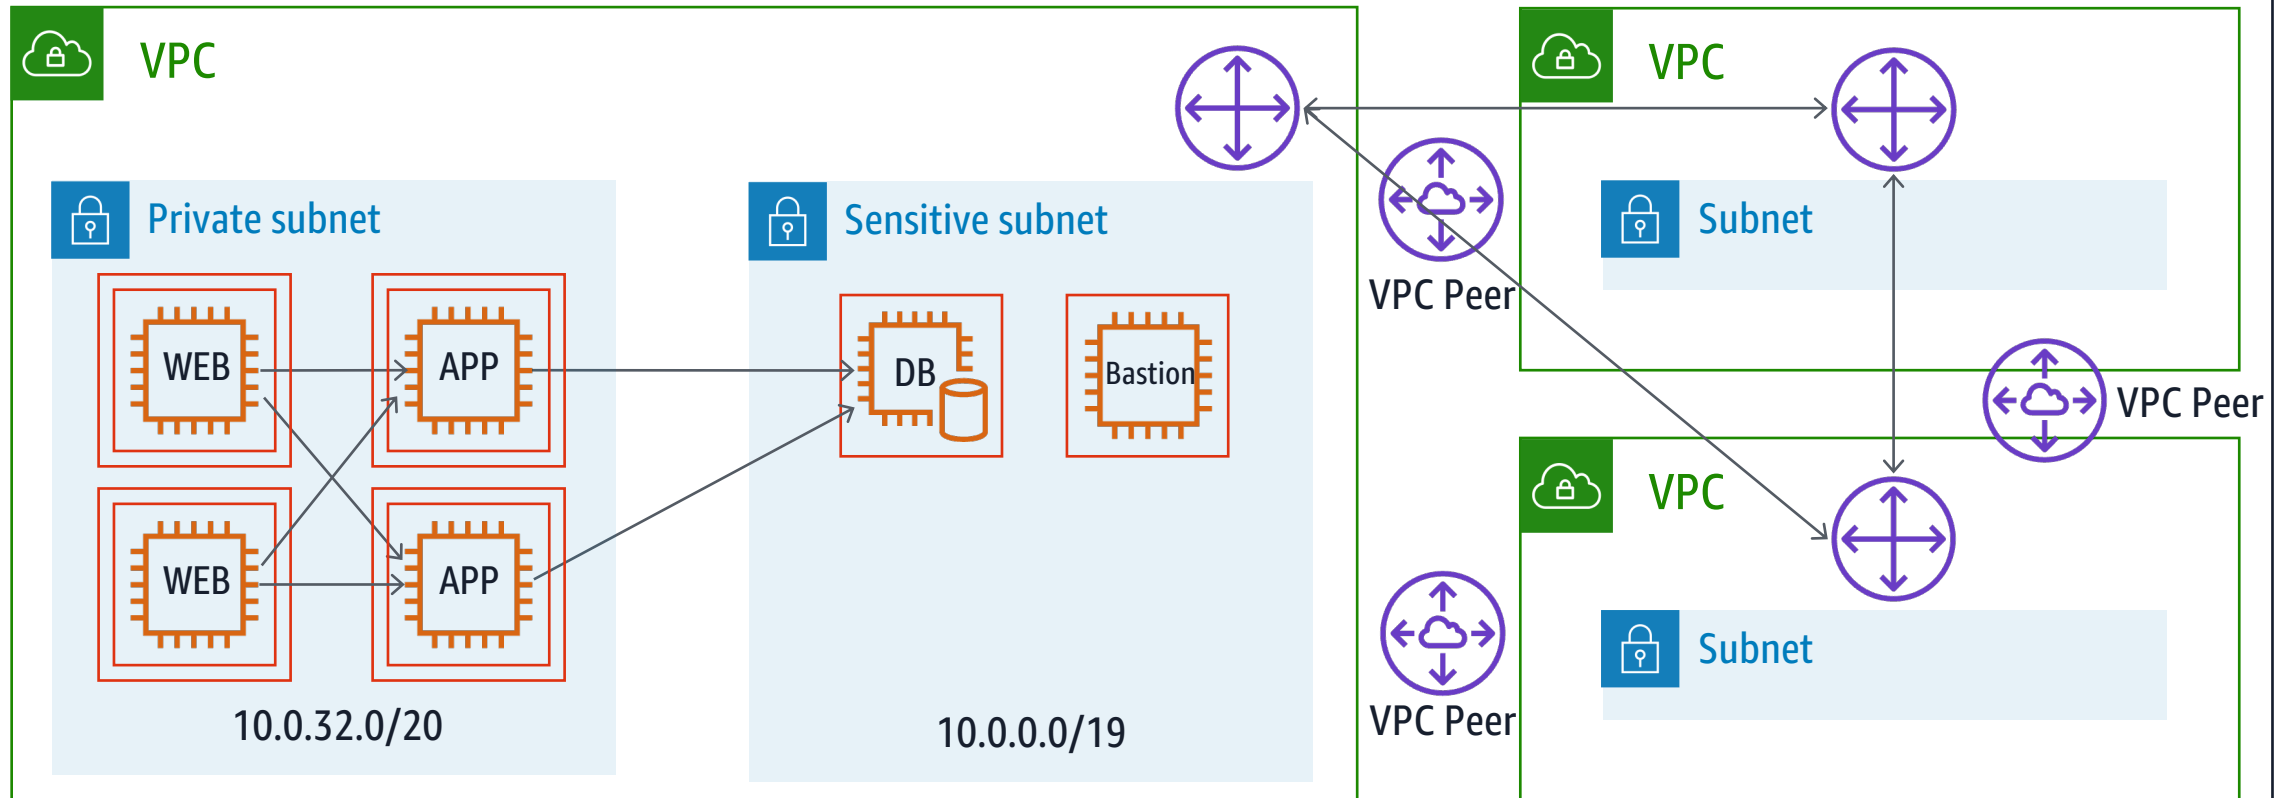 VPC
Private subnet
WEB
APP
WEB
APP
10.0.32.0/20
Sensitive subnet
DB
Bastion
10.0.0.0/19
VPC Peer
VPC Peer
VPC
Subnet
VPC Peer
VPC
Subnet